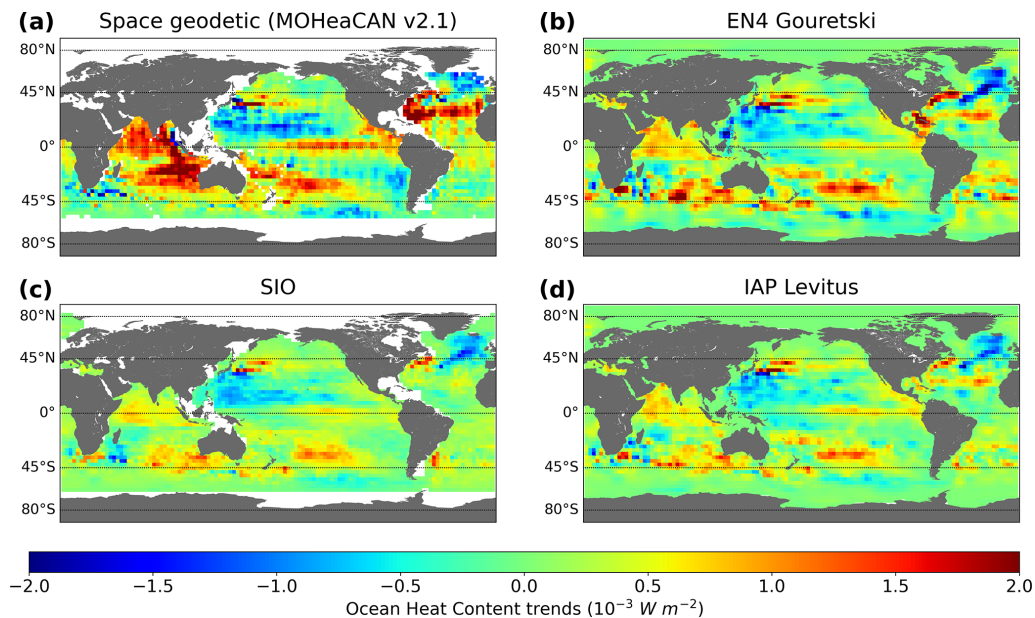 (a) Space geodetic (MOHeaCAN v2.1)
80°N
45°N
0°
45°S
80°S
(b) EN4 Gouretski
80°N
45°N
0°
45°S
80°S
(c) SIO
80°N
45°N
0°
45°S
80°S
(d) IAP Levitus
80°N
45°N
0°
45°S
80°S
−2.0 −1.5 −1.0 −0.5 0.0 0.5 1.0 1.5 2.0
Ocean Heat Content trends (10⁻³ W m⁻²)